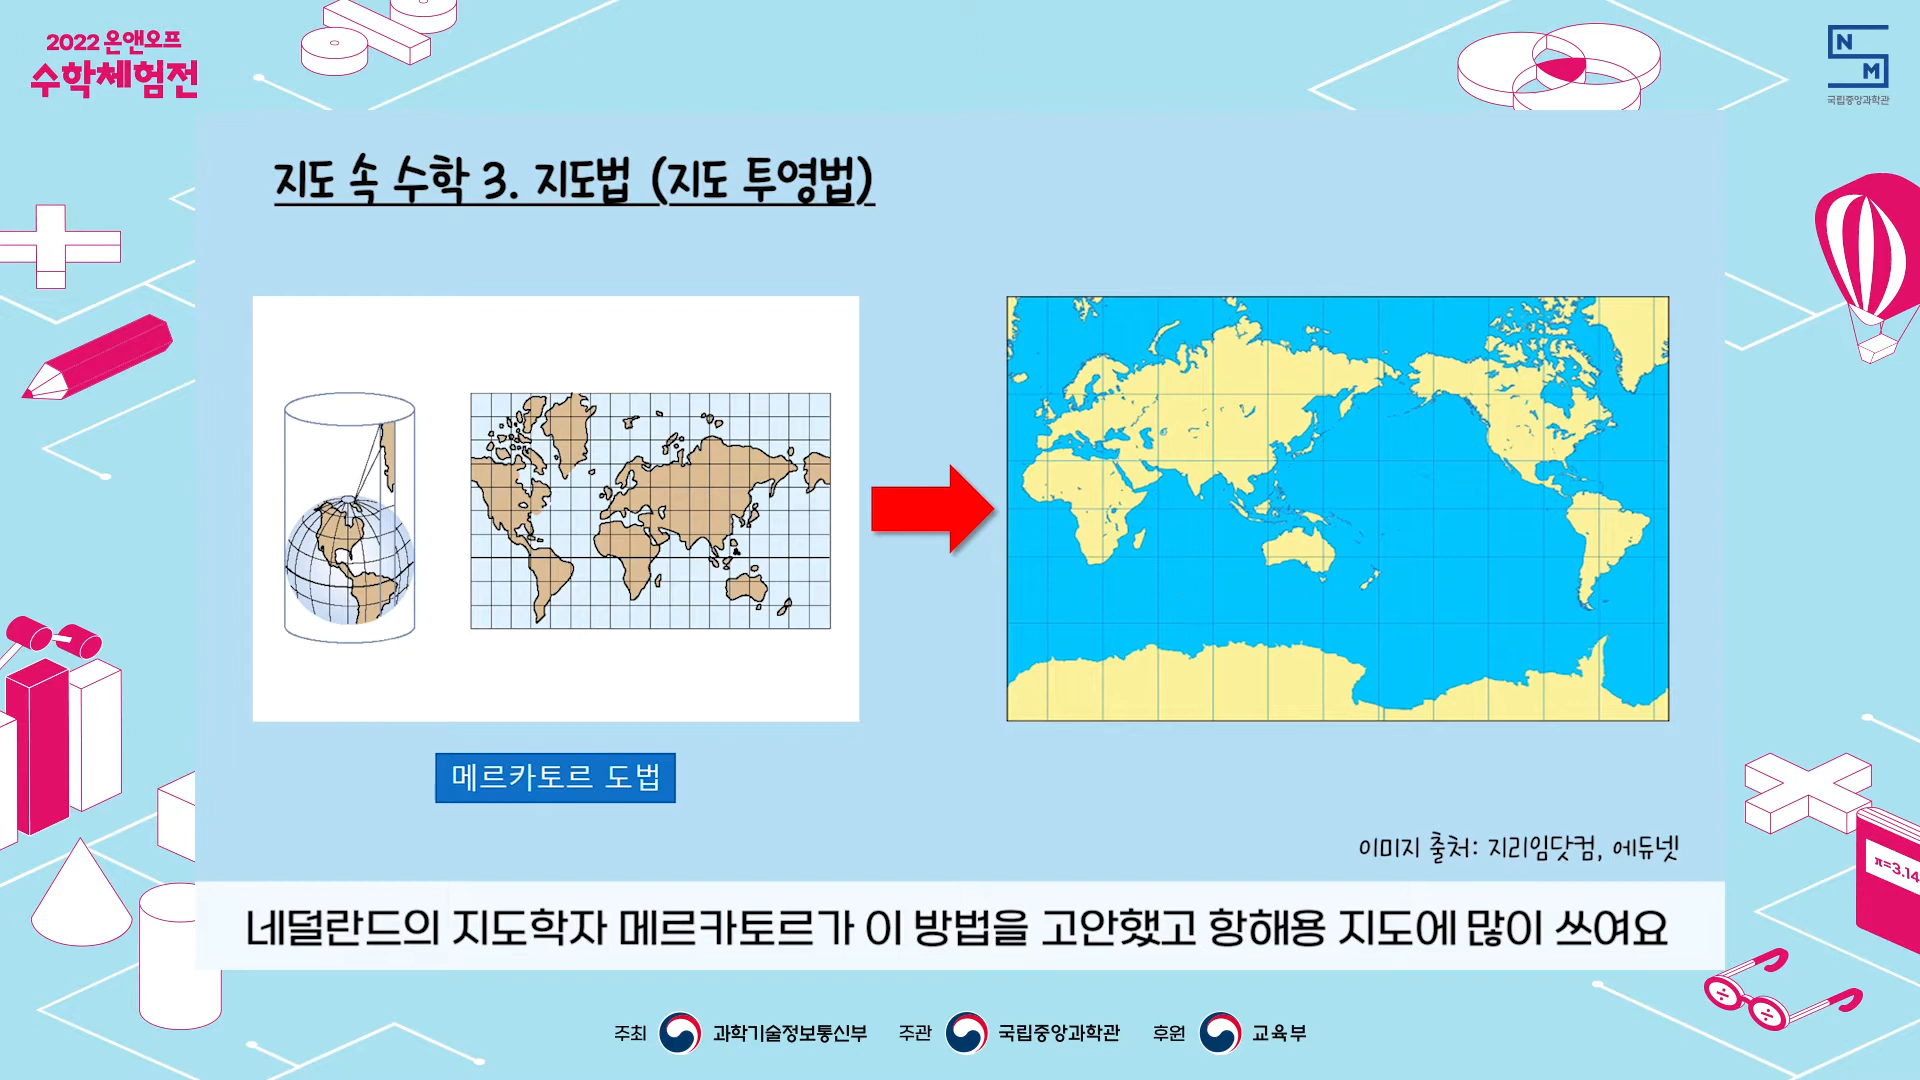 2022 온앤오프
수학체험전
N
M
국립중앙과학관
지도 속 수학 3. 지도법 (지도 투영법)
메르카토르 도법
이미지 출처: 지리임닷컴, 에듀넷
π=3.14
네덜란드의 지도학자 메르카토르가 이 방법을 고안했고 항해용 지도에 많이 쓰여요
주최 과학기술정보통신부 주관 국립중앙과학관 후원 교육부